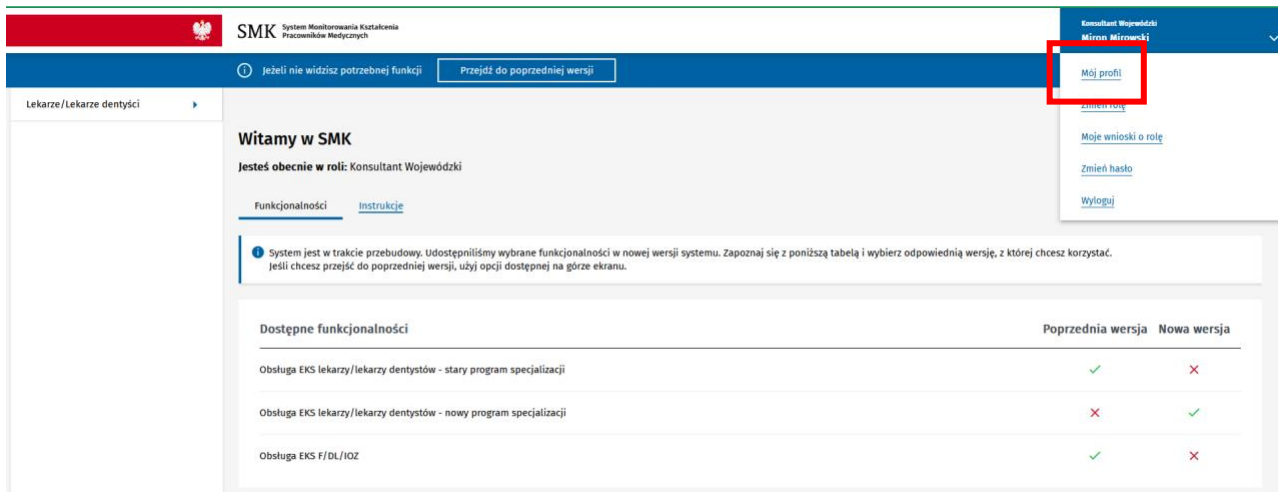 SMK System Monitorowania Kształcenia
Pracowników Medycznych
Konsultant Wojewódzki
Miron Mirowski
Jeżeli nie widzisz potrzebnej funkcji
Przejdź do poprzedniej wersji
Mój profil
Zmień rolę
Moje wnioski o rolę
Zmień hasło
Wyloguj
Lekarze/Lekarze dentyści
Witamy w SMK
Jesteś obecnie w roli: Konsultant Wojewódzki
Funkcjonalności
Instrukcje
System jest w trakcie przebudowy. Udostępniliśmy wybrane funkcjonalności w nowej wersji systemu. Zapoznaj się z poniższą tabelą i wybierz odpowiednią wersję, z której chcesz korzystać.
Jeśli chcesz przejść do poprzedniej wersji, użyj opcji dostępnej na górze ekranu.
Dostępne funkcjonalności Poprzednia wersja Nowa wersja
Obsługa EKS lekarzy/lekarzy dentystów - stary program specjalizacji
Obsługa EKS lekarzy/lekarzy dentystów - nowy program specjalizacji
Obsługa EKS F/DL/IOZ